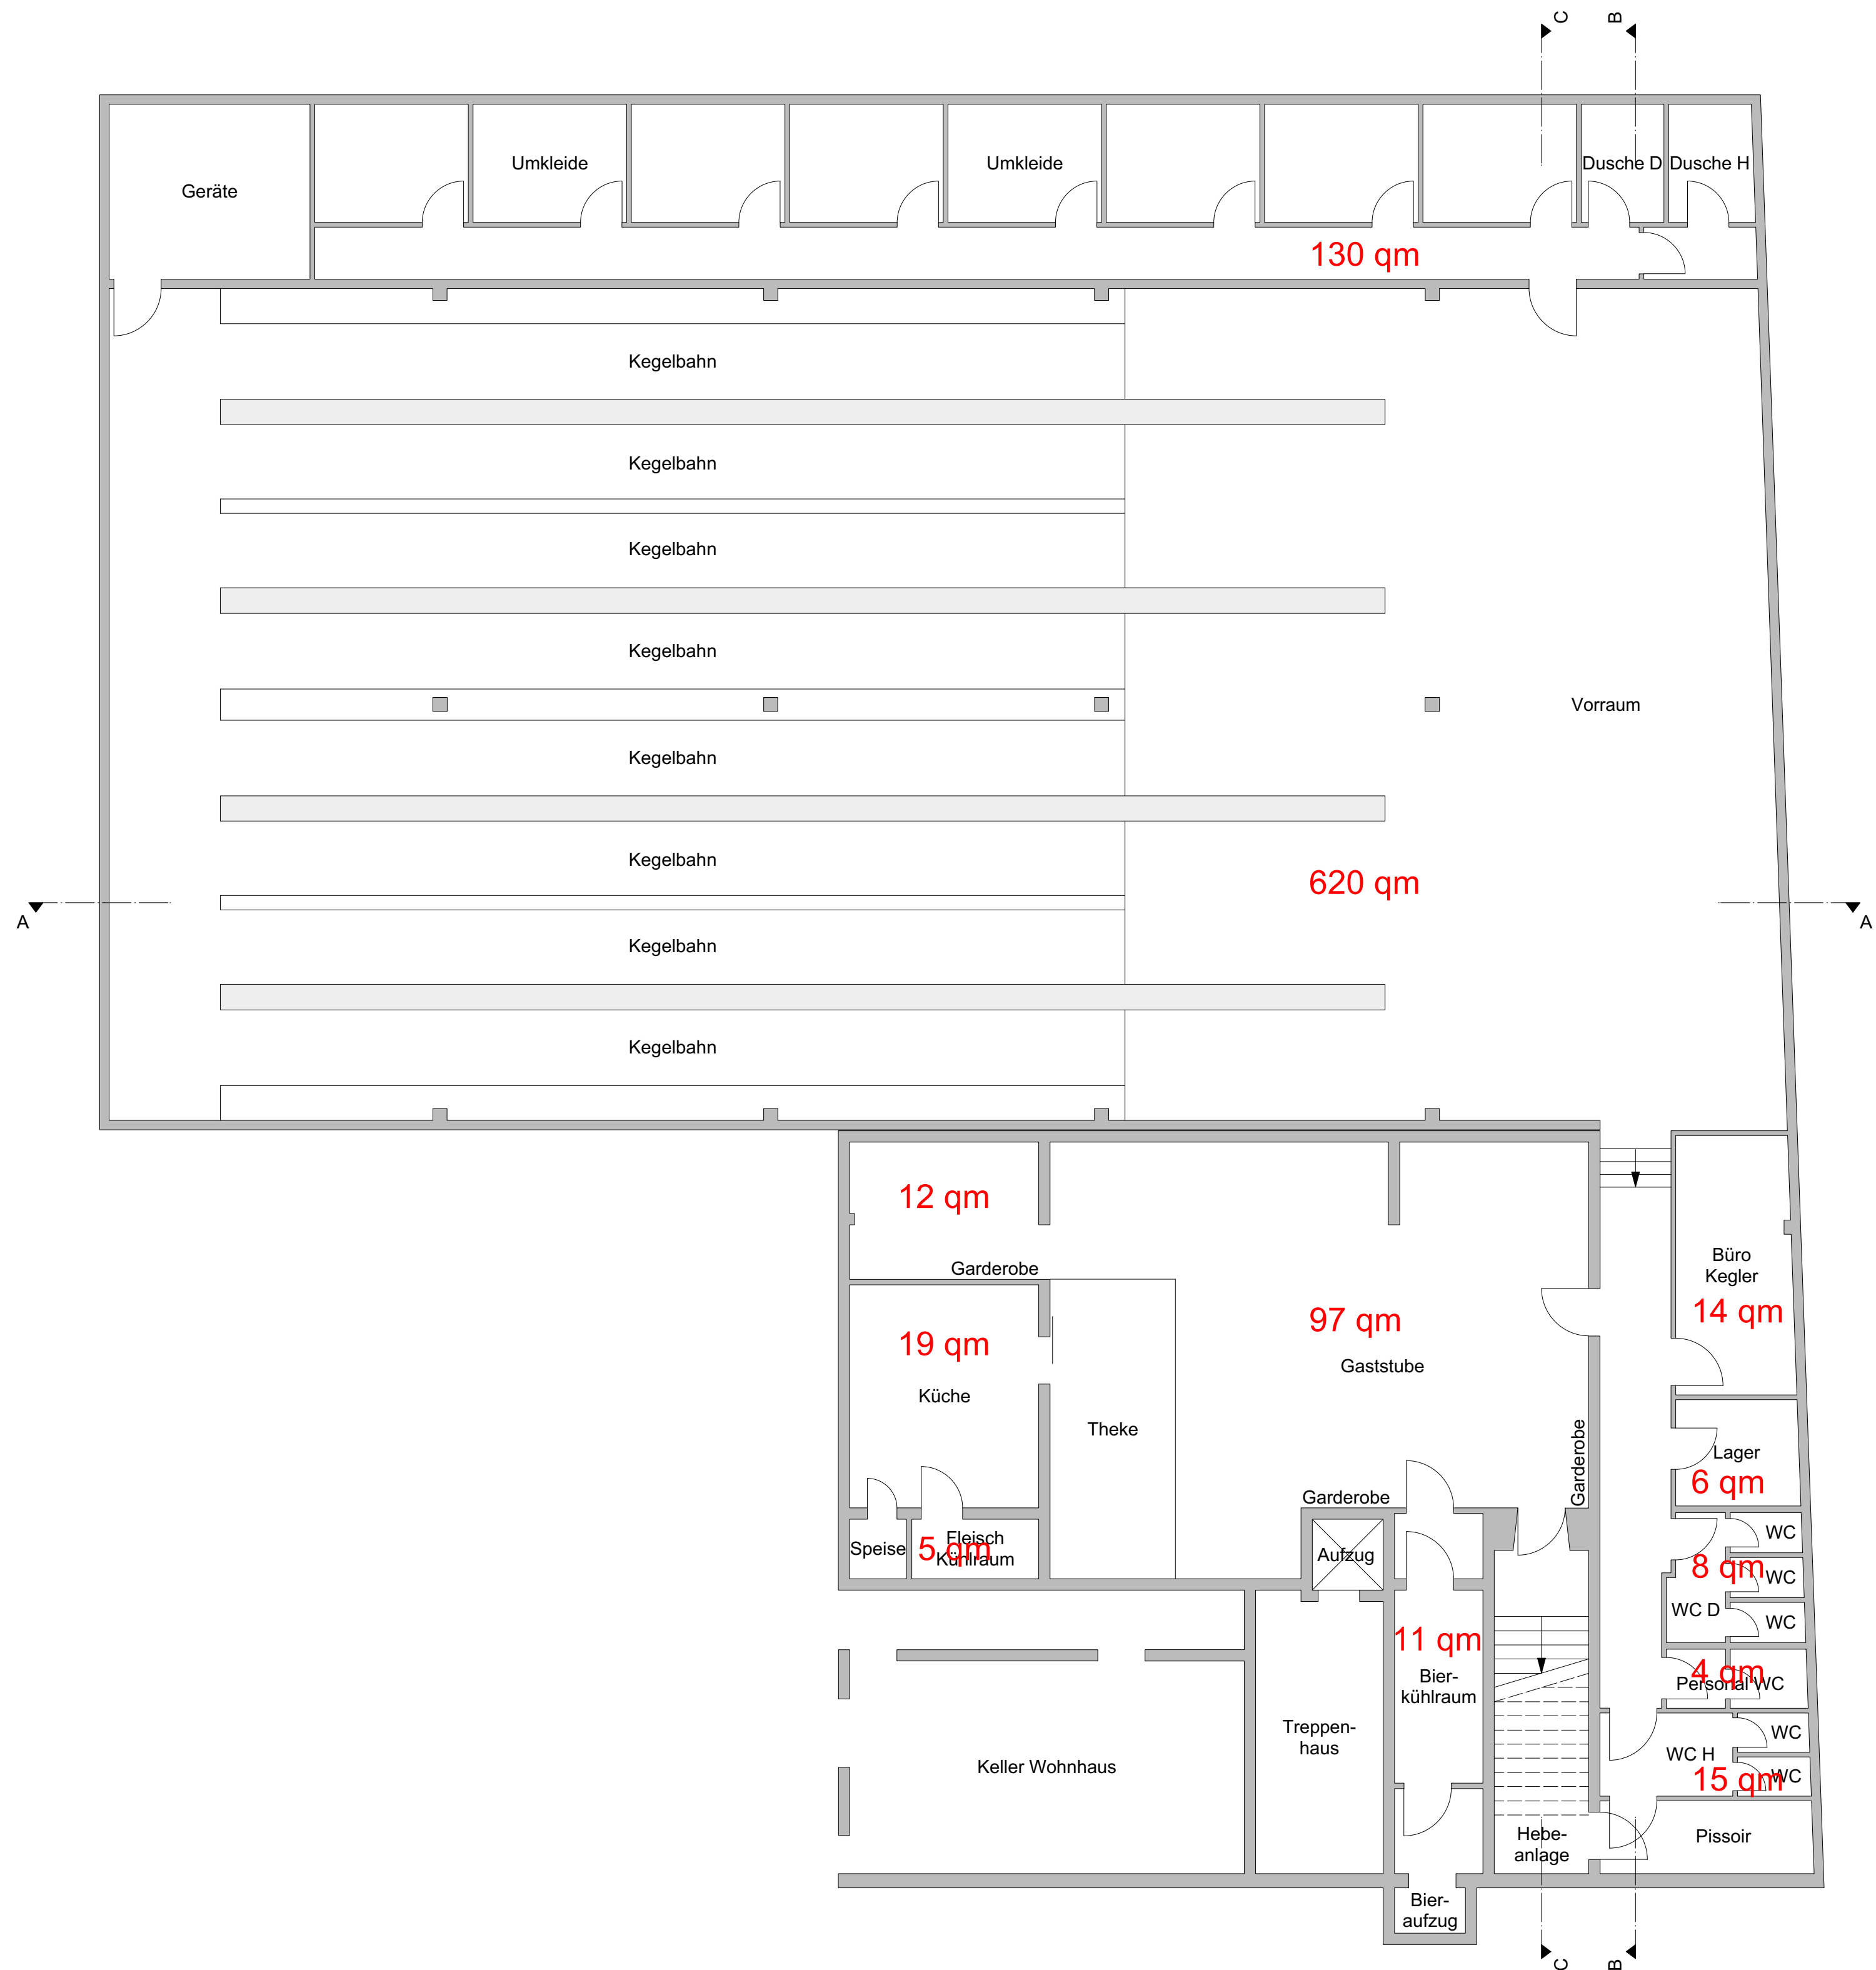 C
B
Umkleide
Umkleide
Dusche D
Dusche H
Geräte
130 qm
Kegelbahn
Kegelbahn
Kegelbahn
Kegelbahn
Vorraum
Kegelbahn
Kegelbahn
620 qm
A
A
Kegelbahn
Kegelbahn
12 qm
Garderobe
Büro
Kegler
14 qm
97 qm
19 qm
Gaststube
Küche
Theke
Garderobe
Lager
6 qm
Garderobe
WC
Speise
5 qm
Fleisch
Kühlraum
Aufzug
8 qm
WC
WC D
WC
11 qm
4 qm
Personal WC
Bier-
kühlraum
Treppen-
haus
WC
WC H
Keller Wohnhaus
15 qm
WC
Hebe-
anlage
Pissoir
Bier-
aufzug
C
B